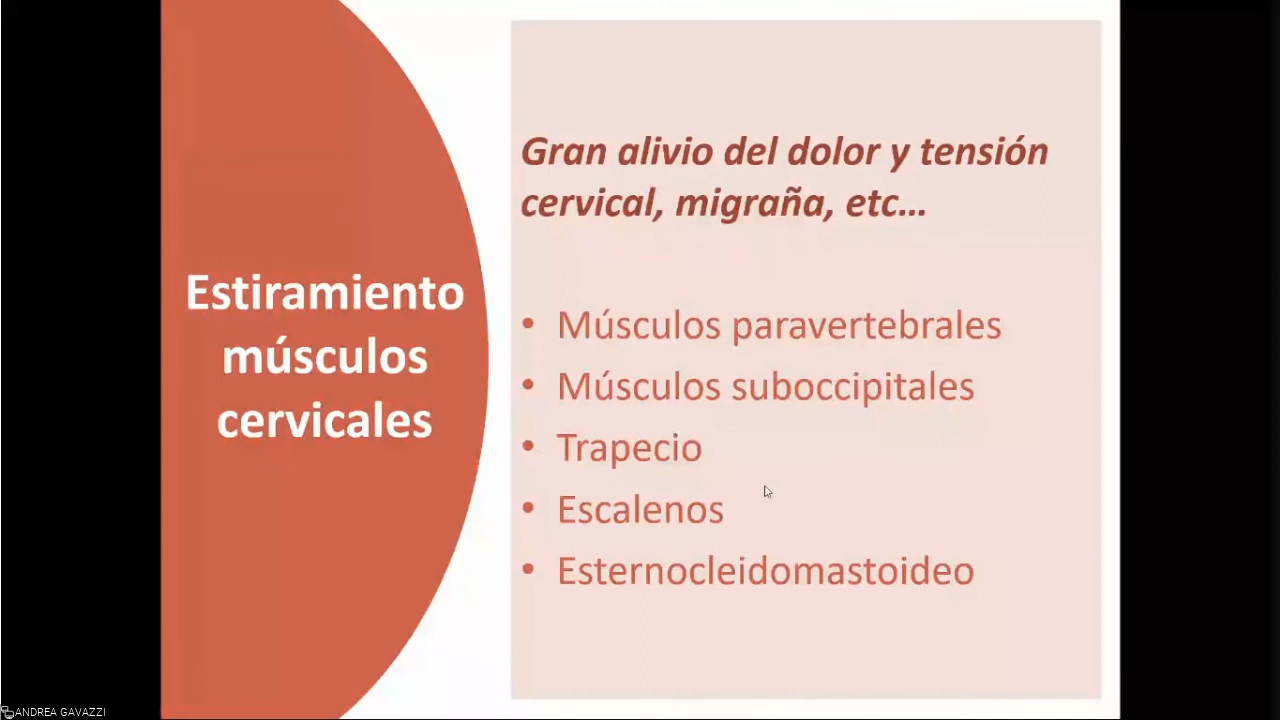 Estiramiento
músculos
cervicales
Gran alivio del dolor y tensión
cervical, migraña, etc...
• Músculos paravertebrales
• Músculos suboccipitales
• Trapecio
• Escalenos
• Esternocleidomastoideo
ANDREA GAVAZZI